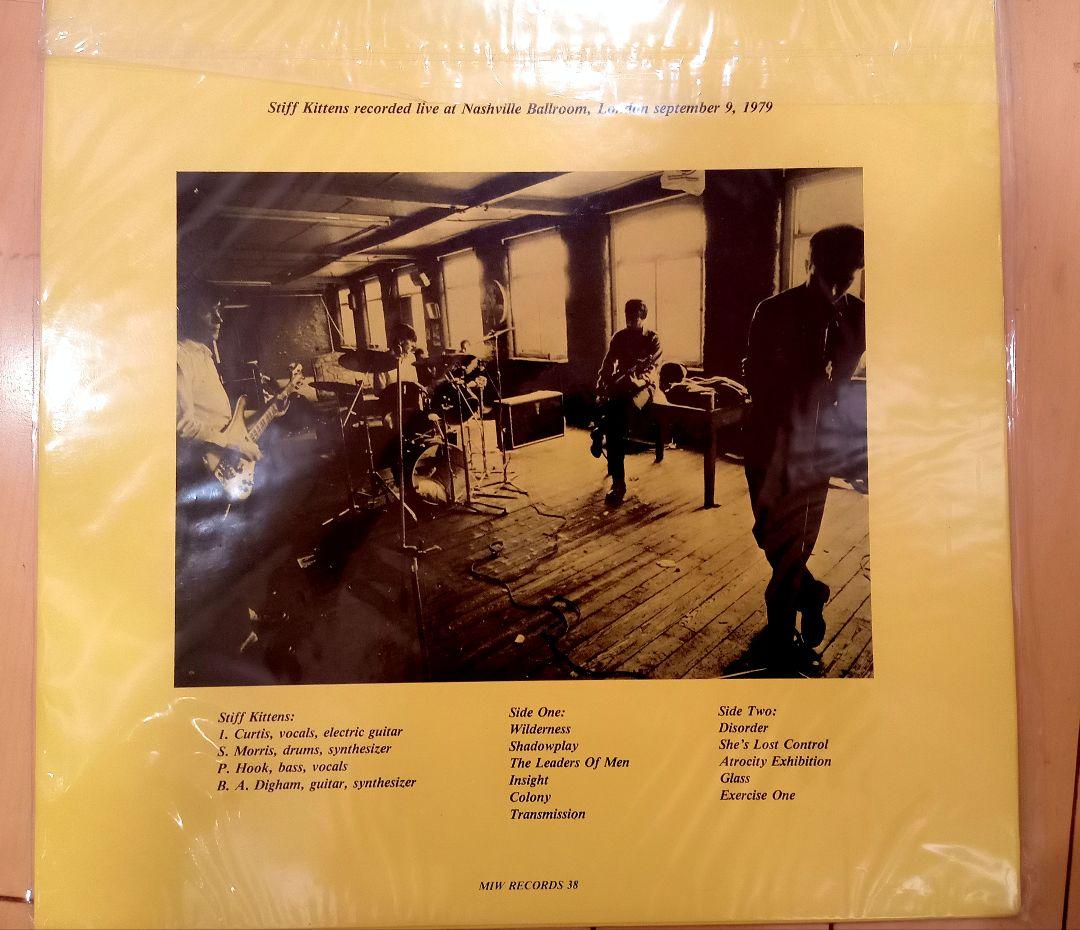 Stiff Kittens recorded live at Nashville Ballroom, London september 9, 1979
Stiff Kittens:
I. Curtis, vocals, electric guitar
S. Morris, drums, synthesizer
P. Hook, bass, vocals
B. A. Digham, guitar, synthesizer
Side One:
Wilderness
Shadowplay
The Leaders Of Men
Insight
Colony
Transmission
Side Two:
Disorder
She's Lost Control
Atrocity Exhibition
Glass
Exercise One
MIW RECORDS 38